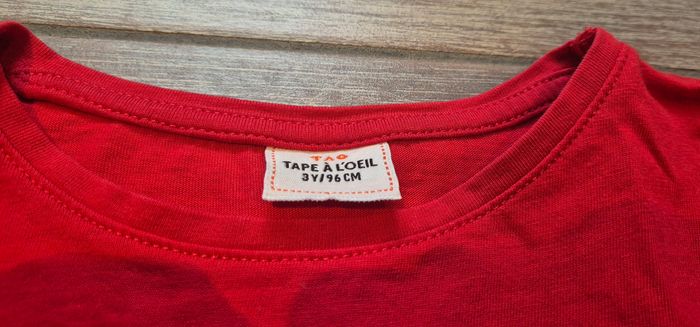 TAO
TAPE À L'OEIL
3Y/96CM